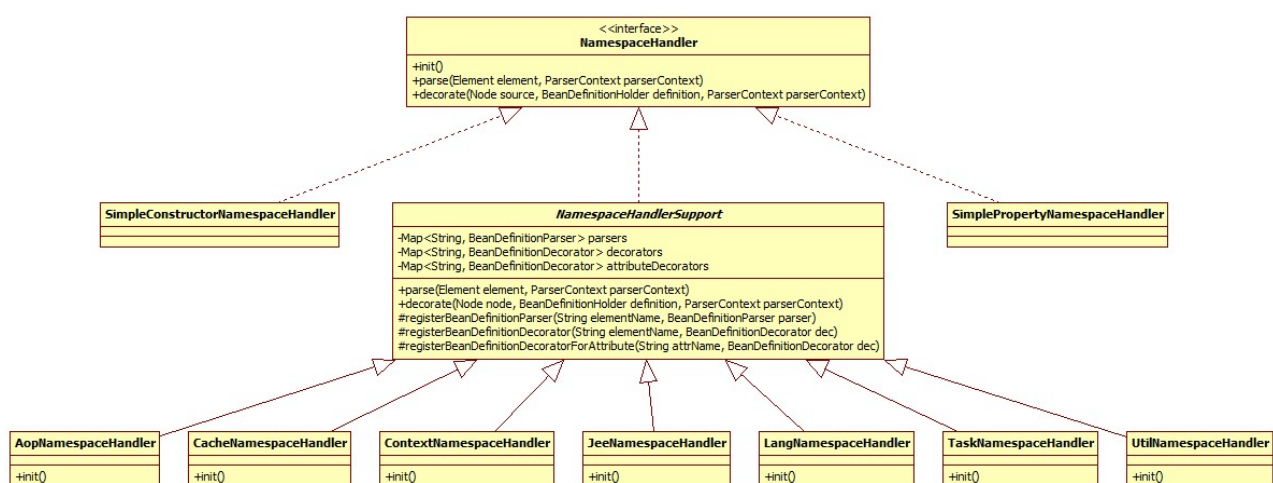 <<interface>>
NamespaceHandler
+init()
+parse(Element element, ParserContext parserContext)
+decorate(Node source, BeanDefinitionHolder definition, ParserContext parserContext)
SimpleConstructorNamespaceHandler
NamespaceHandlerSupport
-Map<String, BeanDefinitionParser> parsers
-Map<String, BeanDefinitionDecorator> decorators
-Map<String, BeanDefinitionDecorator> attributeDecorators
+parse(Element element, ParserContext parserContext)
+decorate(Node node, BeanDefinitionHolder definition, ParserContext parserContext)
#registerBeanDefinitionParser(String elementName, BeanDefinitionParser parser)
#registerBeanDefinitionDecorator(String elementName, BeanDefinitionDecorator dec)
#registerBeanDefinitionDecoratorForAttribute(String attrName, BeanDefinitionDecorator dec)
SimplePropertyNamespaceHandler
AopNamespaceHandler
+init()
CacheNamespaceHandler
+init()
ContextNamespaceHandler
+init()
JeeNamespaceHandler
+init()
LangNamespaceHandler
+init()
TaskNamespaceHandler
+init()
UtilNamespaceHandler
+init()